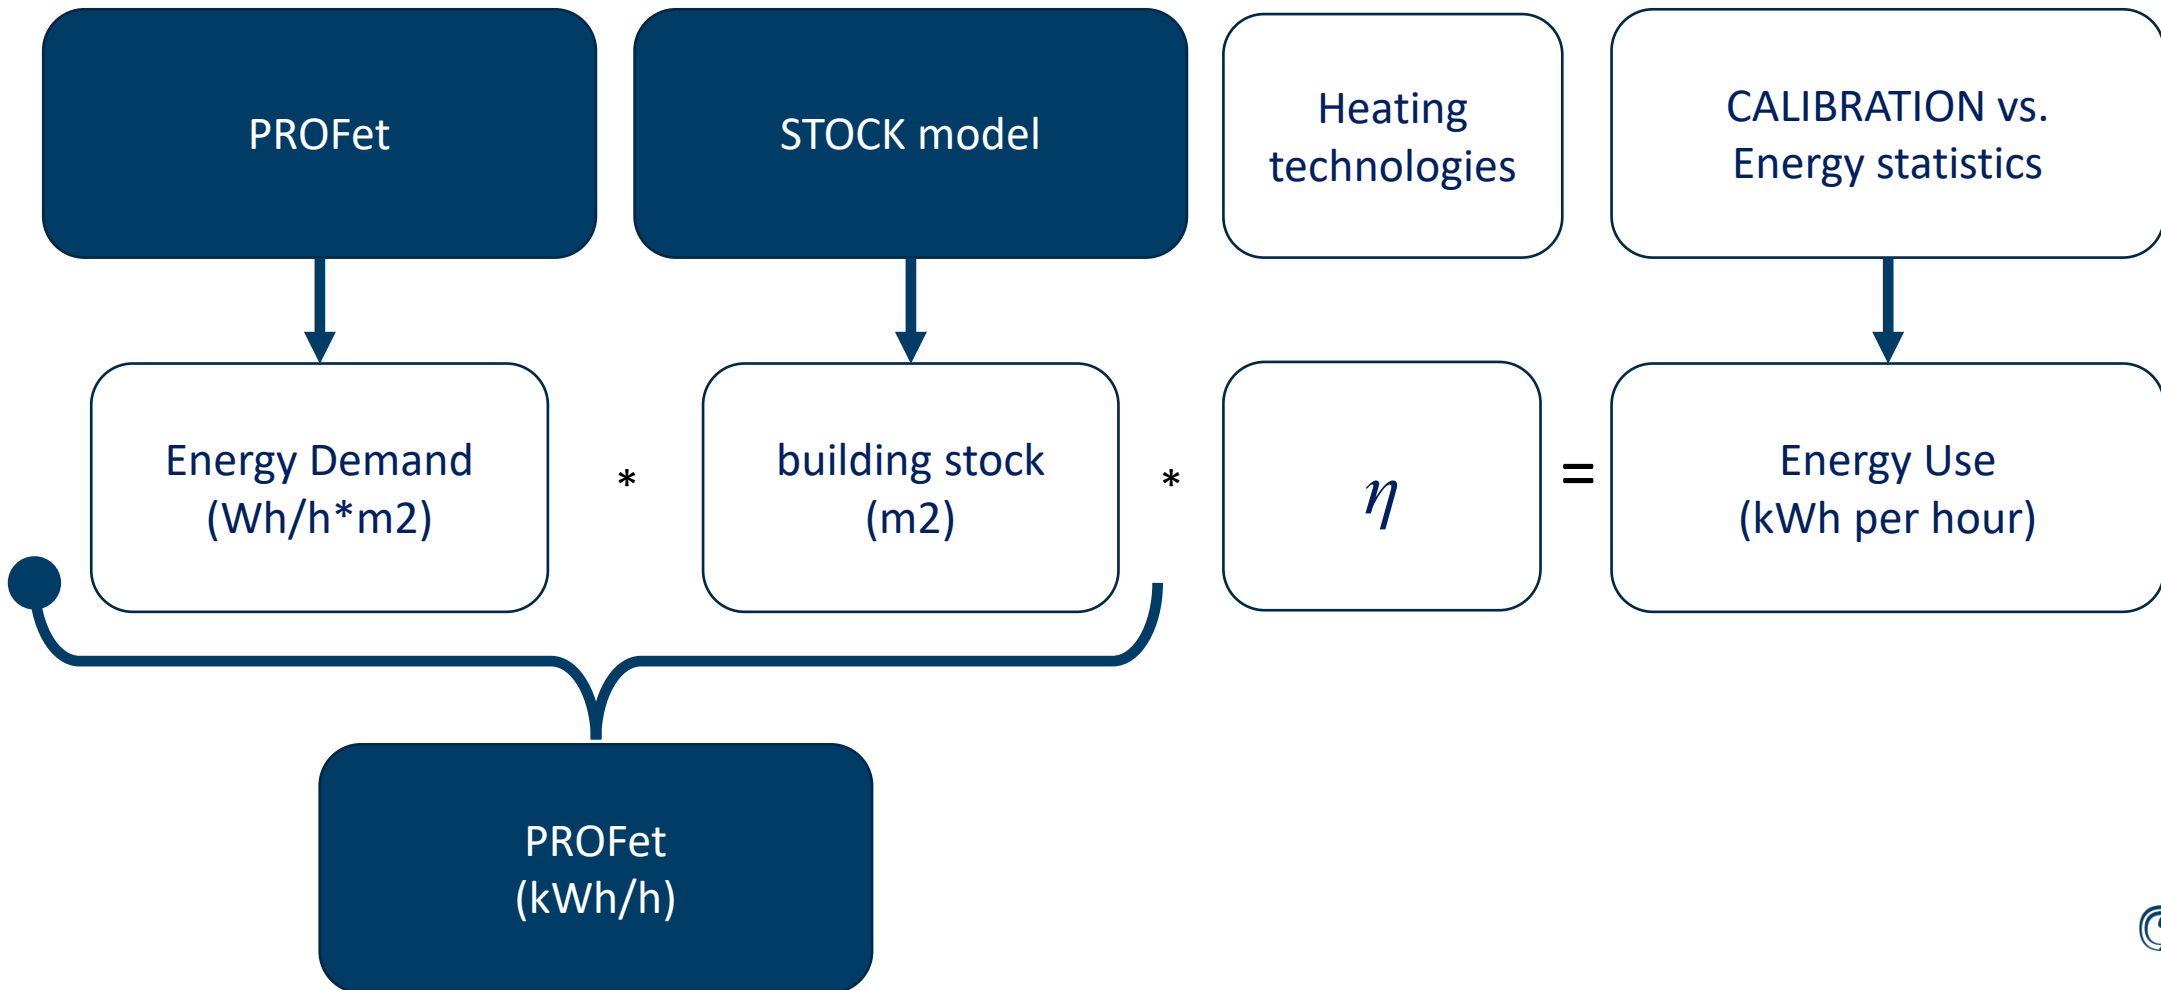 PROFet
STOCK model
Heating
technologies
CALIBRATION vs.
Energy statistics
Energy Demand
(Wh/h*m2)
*
building stock
(m2)
*
η
=
Energy Use
(kWh per hour)
PROFet
(kWh/h)